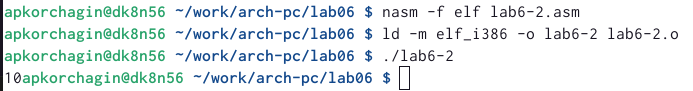 apkorchagin@dk8n56 ~/work/arch-pc/lab06 $ nasm -f elf lab6-2.asm
apkorchagin@dk8n56 ~/work/arch-pc/lab06 $ ld -m elf_i386 -o lab6-2 lab6-2.o
apkorchagin@dk8n56 ~/work/arch-pc/lab06 $ ./lab6-2
10apkorchagin@dk8n56 ~/work/arch-pc/lab06 $